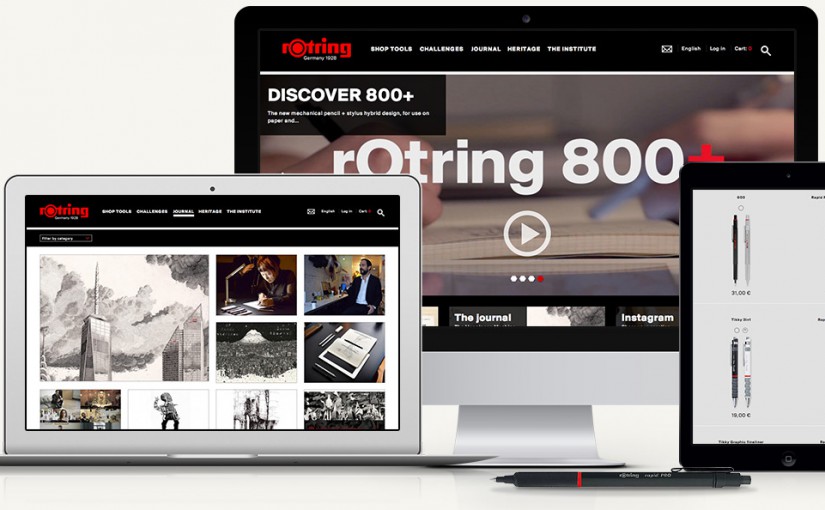 rOtring
Germany 1928
SHOP TOOLS CHALLENGES JOURNAL HERITAGE THE INSTITUTE
English Log in Cart: 0
DISCOVER 800+
The new mechanical pencil + stylus hybrid design, for use on
paper and...
rOtring 800+
The journal
Instagram
rOtring
Germany 1928
SHOP TOOLS CHALLENGES JOURNAL HERITAGE THE INSTITUTE
English Log in Cart: 0
Filter by category
600
Rapid
31,00 €
Tikky 3in1
19,00 €
Tikky Graphic fineliner
rOtring rapid PRO